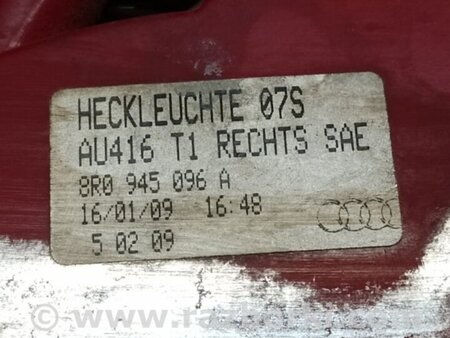 HECKLEUCHTE 07S
AU416 T1 RECHTS SAE
8R0 945 096 A
16/01/09 16:48
5 02 09